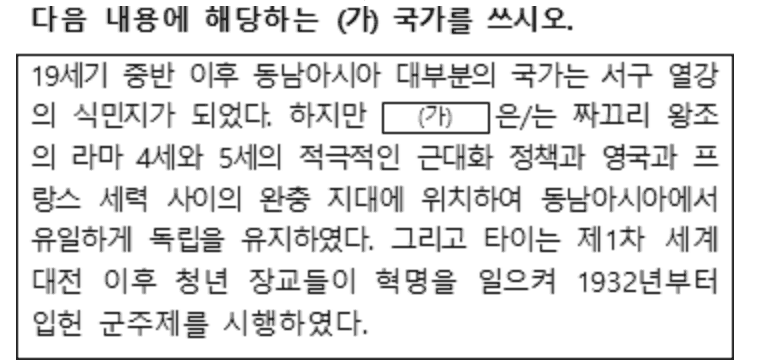 다음 내용에 해당하는 (가) 국가를 쓰시오.
19세기 중반 이후 동남아시아 대부분의 국가는 서구 열강
의 식민지가 되었다. 하지만 (가) 은/는 짜끄리 왕조
의 라마 4세와 5세의 적극적인 근대화 정책과 영국과 프
랑스 세력 사이의 완충 지대에 위치하여 동남아시아에서
유일하게 독립을 유지하였다. 그리고 타이는 제1차 세계
대전 이후 청년 장교들이 혁명을 일으켜 1932년부터
입헌 군주제를 시행하였다.